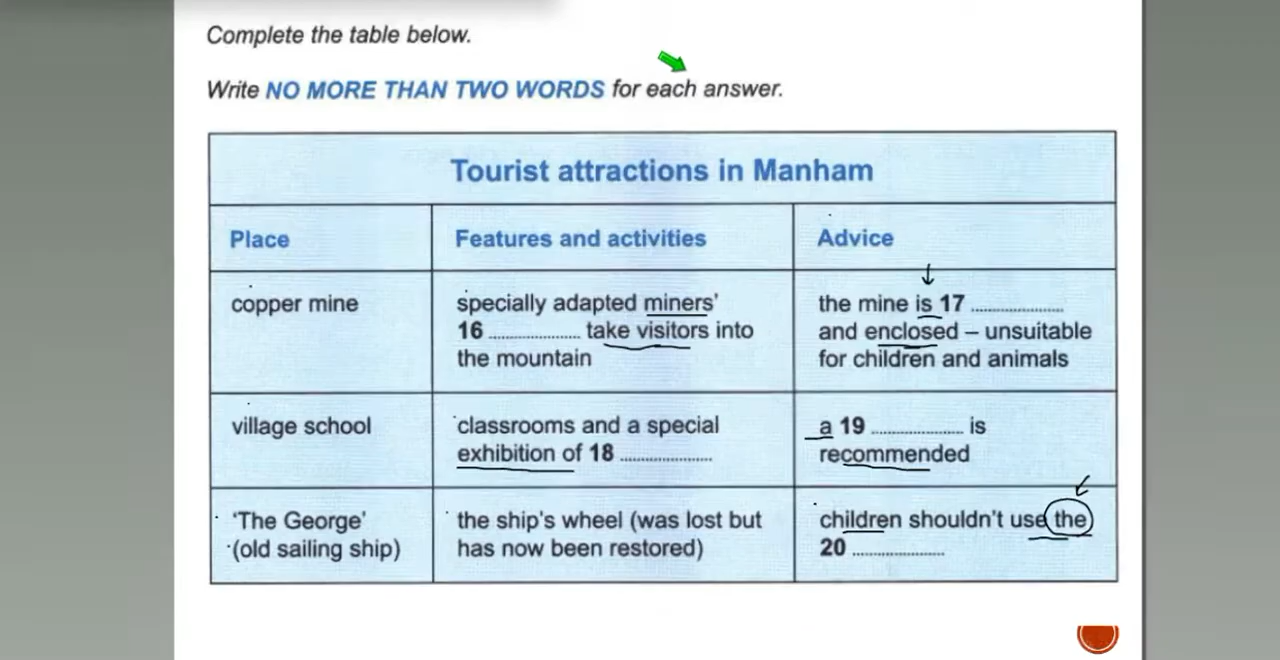 Complete the table below.
Write NO MORE THAN TWO WORDS for each answer.
Tourist attractions in Manham
Place
Features and activities
Advice
copper mine
specially adapted miners'
16 .................... take visitors into
the mountain
the mine is 17 ....................
and enclosed – unsuitable
for children and animals
village school
classrooms and a special
exhibition of 18 ....................
a 19 .................... is
recommended
'The George'
(old sailing ship)
the ship's wheel (was lost but
has now been restored)
children shouldn't use the
20 ....................